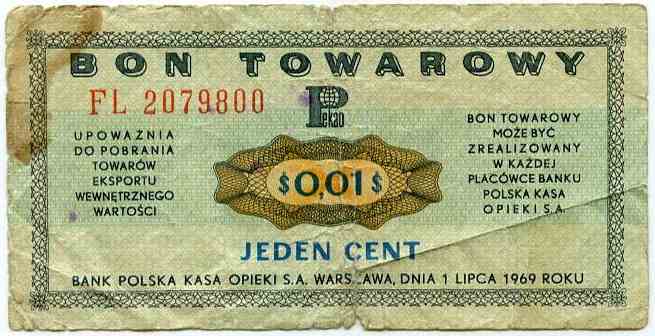 BON TOWAROWY
FL 2079800
Pekao
UPOWAŻNIA
DO POBRANIA
TOWARÓW
EKSPORTU
WEWNĘTRZNEGO
WARTOŚCI
$0,01$
BON TOWAROWY
MOŻE BYĆ
ZREALIZOWANY
W KAŻDEJ
PLACÓWCE BANKU
POLSKA KASA
OPIEKI S.A.
JEDEN CENT
BANK POLSKA KASA OPIEKI S.A. WARSZAWA, DNIA 1 LIPCA 1969 ROKU